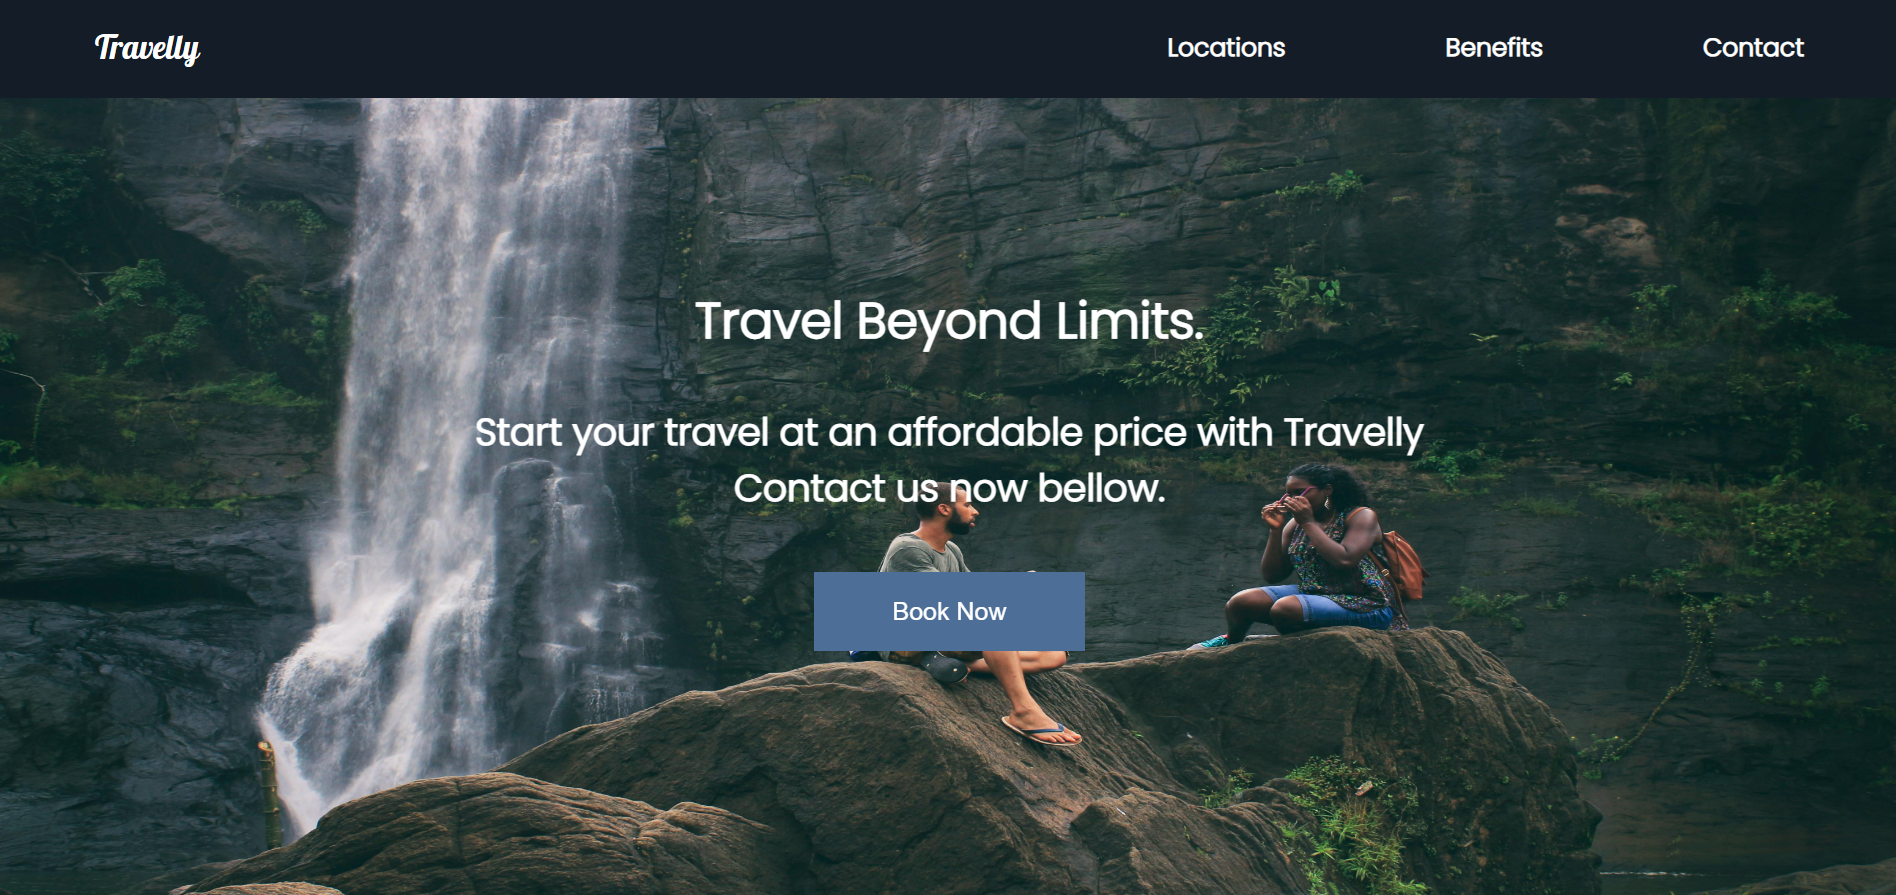 Travelly
Locations
Benefits
Contact
Travel Beyond Limits.
Start your travel at an affordable price with Travelly
Contact us now bellow.
Book Now